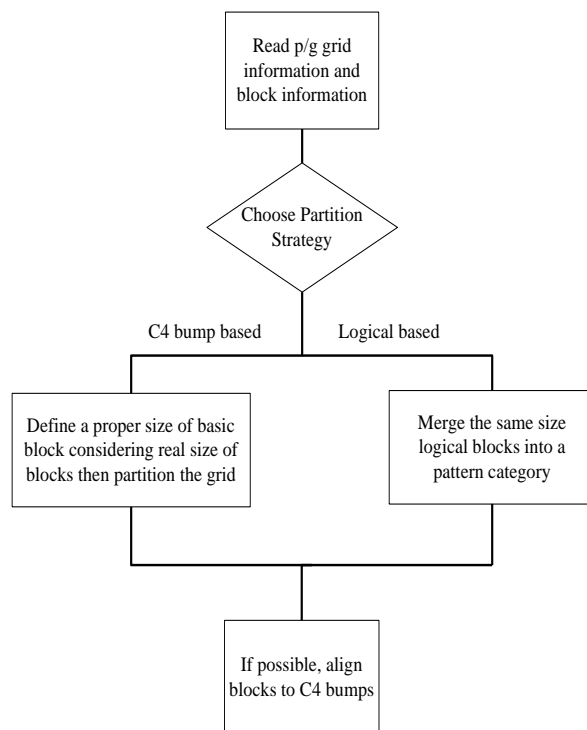 Read p/g grid
information and
block information
Choose Partition
Strategy
C4 bump based
Logical based
Define a proper size of basic
block considering real size of
blocks then partition the grid
Merge the same size
logical blocks into a
pattern category
If possible, align
blocks to C4 bumps